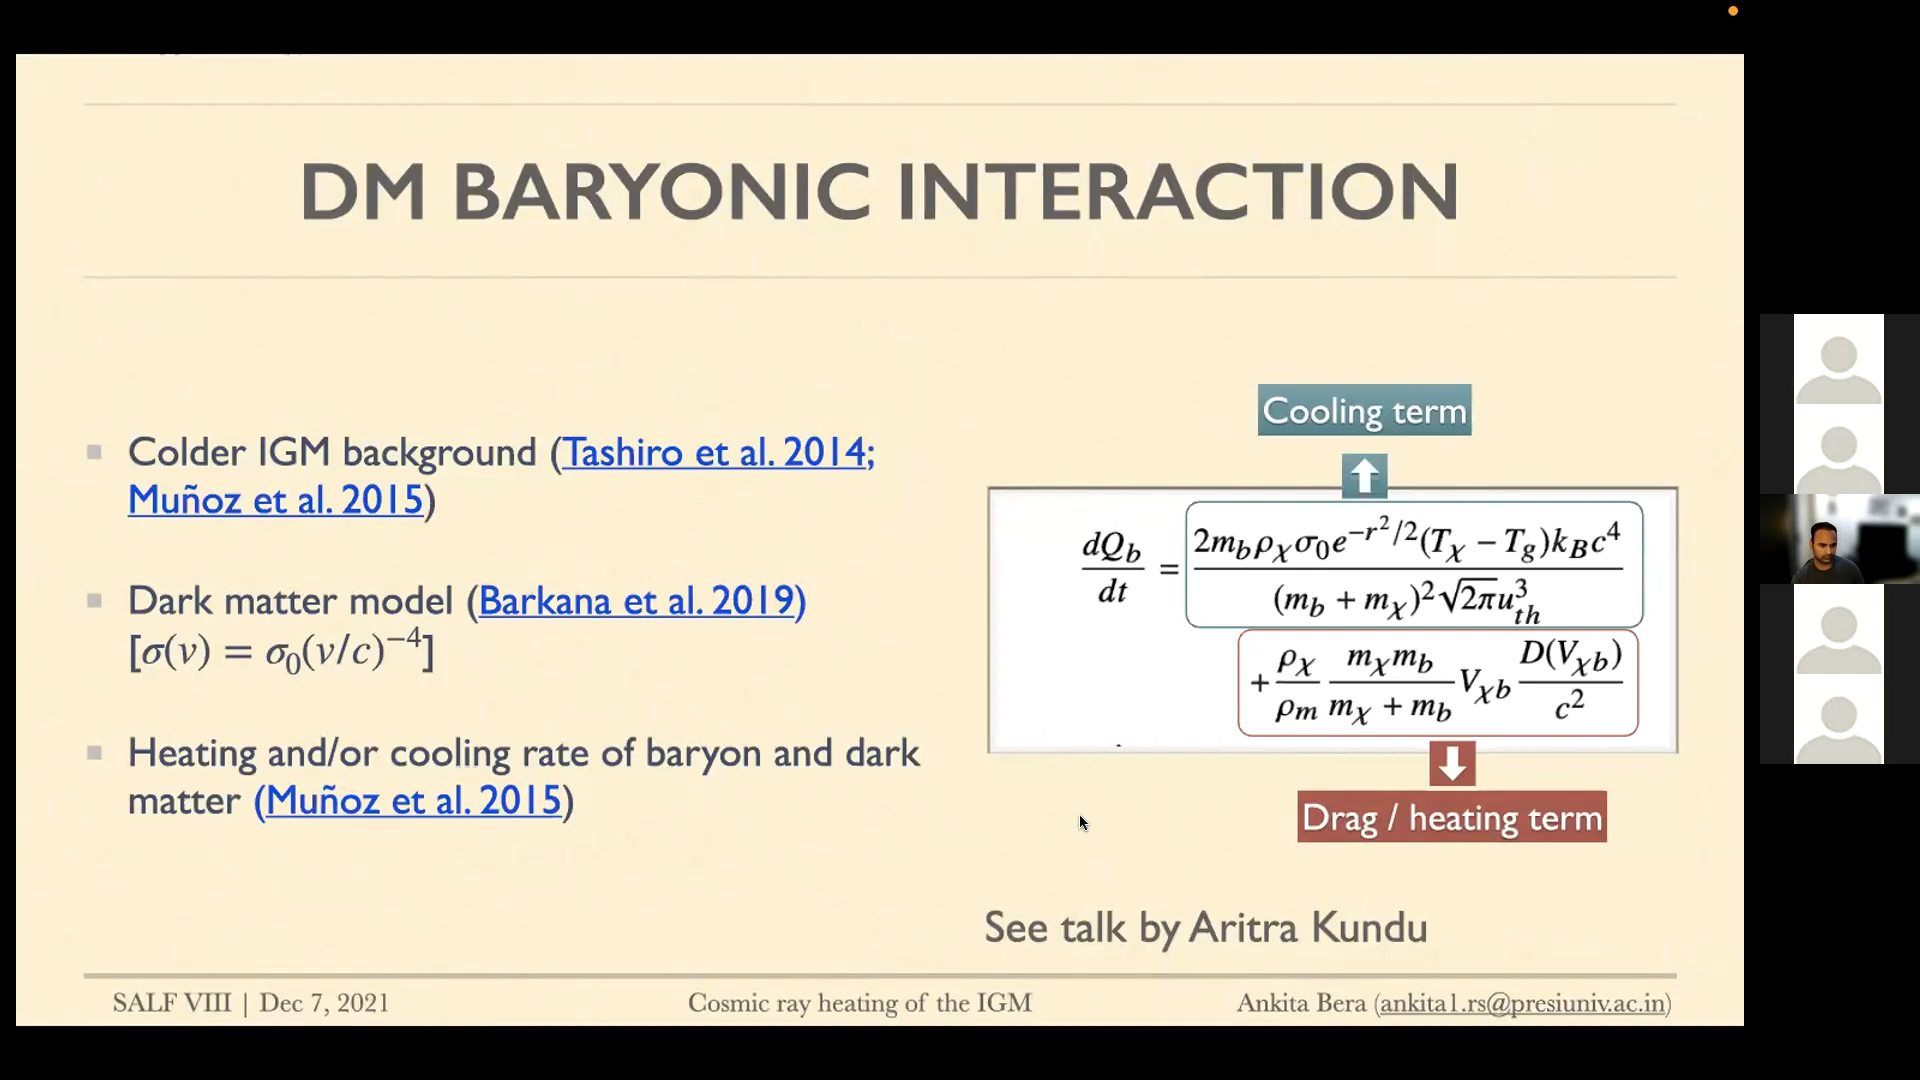 DM BARYONIC INTERACTION
Colder IGM background (Tashiro et al. 2014;
Muñoz et al. 2015)
Dark matter model (Barkana et al. 2019)
[σ(v) = σ₀(v/c)⁻⁴]
Heating and/or cooling rate of baryon and dark
matter (Muñoz et al. 2015)
Cooling term
dQ_b/dt = 2m_bρ_χσ₀e^{-r²/2}(T_χ − T_g)k_Bc⁴ / (m_b + m_χ)²√2πu³_th
+ ρ_χ/ρ_m m_χm_b/(m_χ + m_b) V_χb D(V_χb)/c²
Drag / heating term
See talk by Aritra Kundu
SALF VIII | Dec 7, 2021
Cosmic ray heating of the IGM
Ankita Bera (ankita1.rs@presiuniv.ac.in)